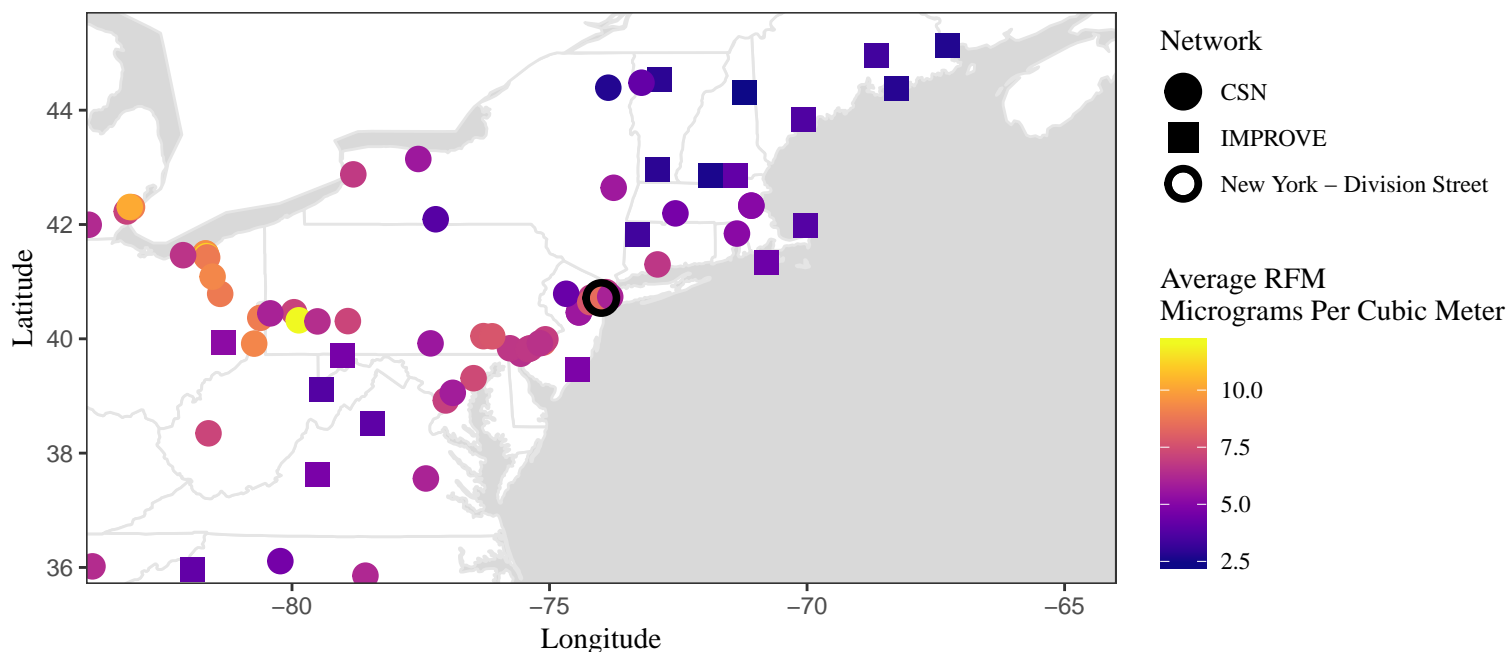 44
42
40
38
36
Latitude
−80
−75
−70
−65
Longitude
Network
CSN
IMPROVE
New York − Division Street
Average RFM
Micrograms Per Cubic Meter
10.0
7.5
5.0
2.5